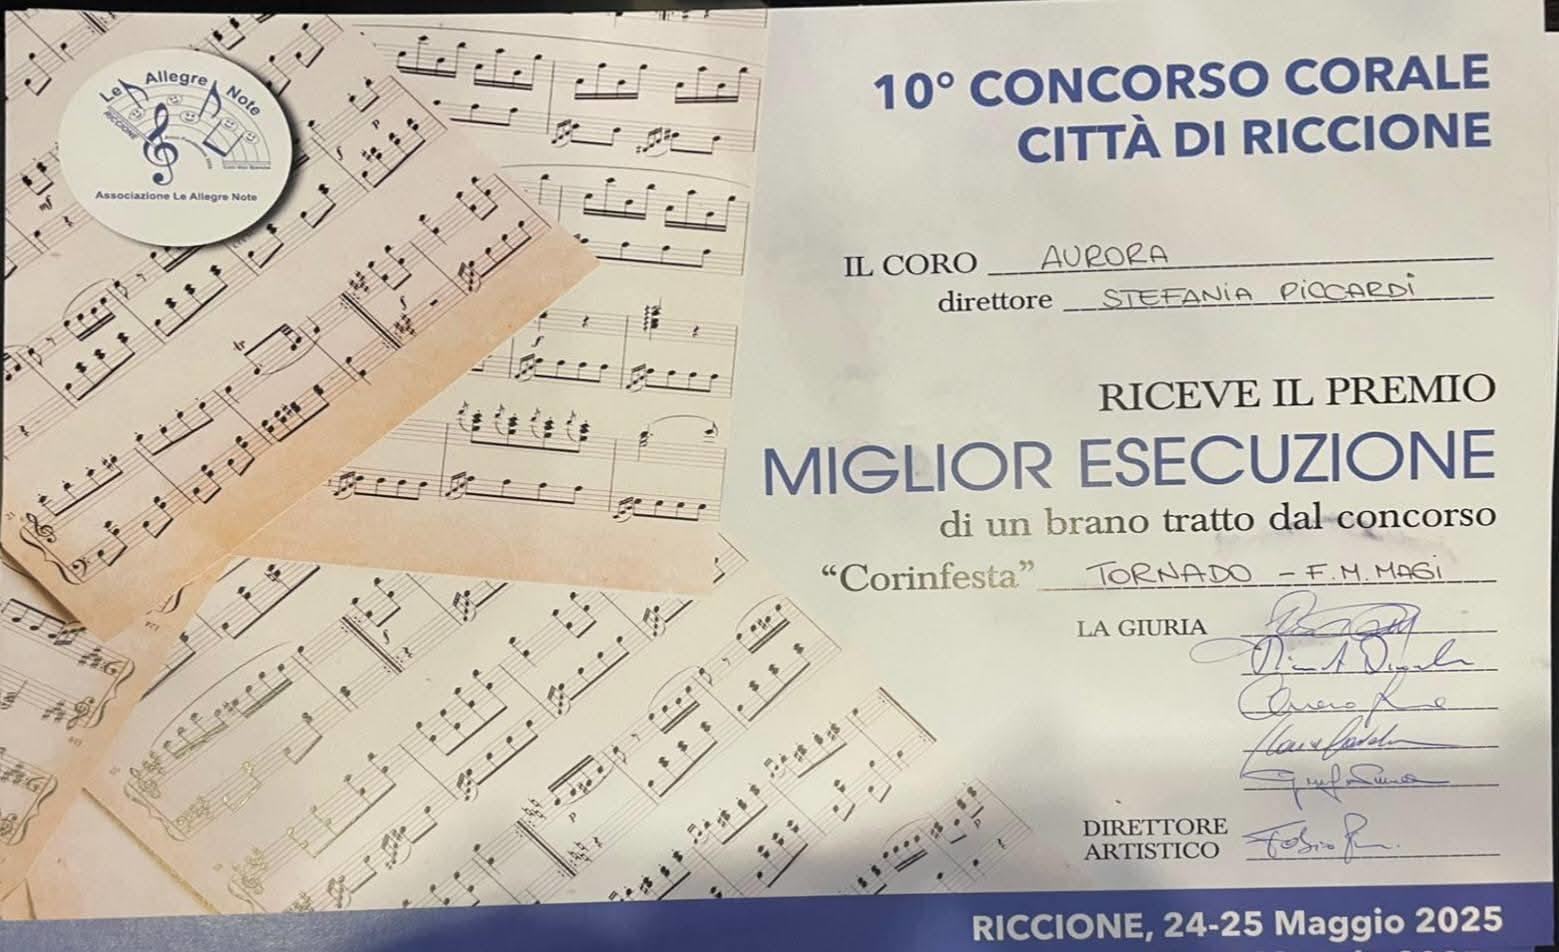 Le Allegre Note
RICCIONE
Associazione Le Allegre Note
10° CONCORSO CORALE
CITTÀ DI RICCIONE
IL CORO AURORA
direttore STEFANIA PICCARDI
RICEVE IL PREMIO
MIGLIOR ESECUZIONE
di un brano tratto dal concorso
“Corinfesta” TORNADO - F.M.MAGI
LA GIURIA
DIRETTORE
ARTISTICO
RICCIONE, 24-25 Maggio 2025